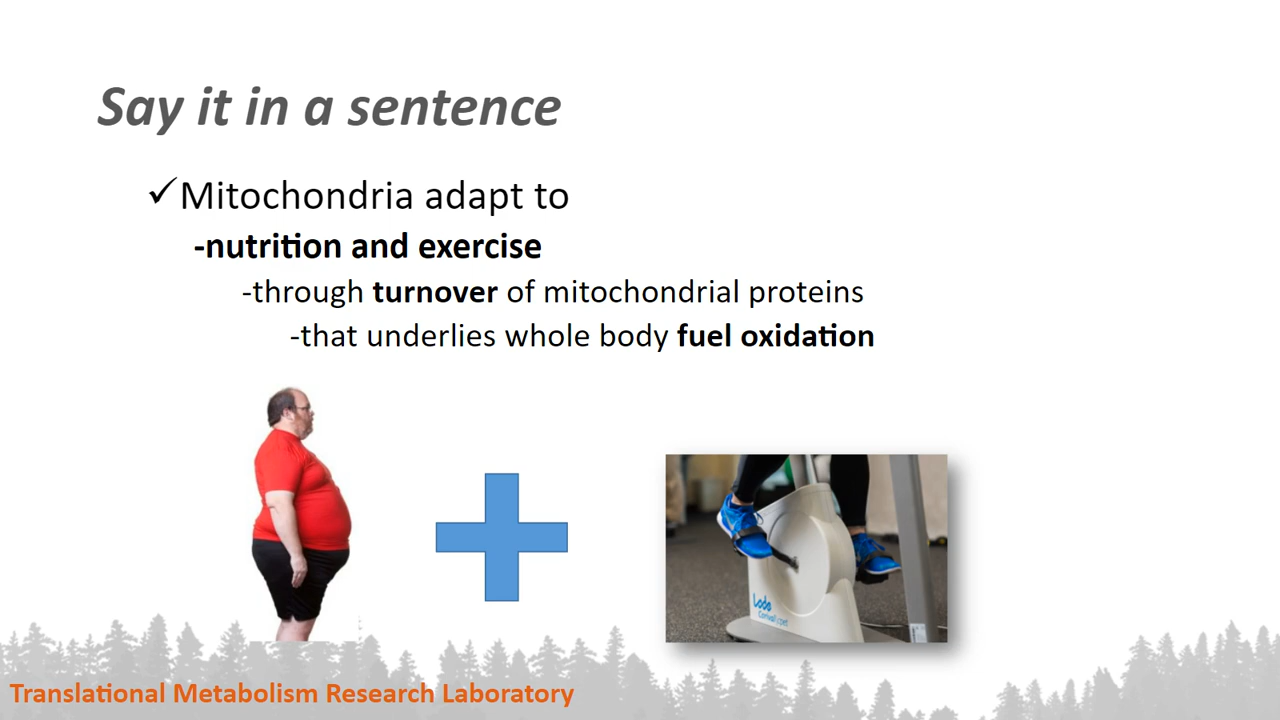 Say it in a sentence
✓Mitochondria adapt to
-nutrition and exercise
-through turnover of mitochondrial proteins
-that underlies whole body fuel oxidation
Lode
Translational Metabolism Research Laboratory